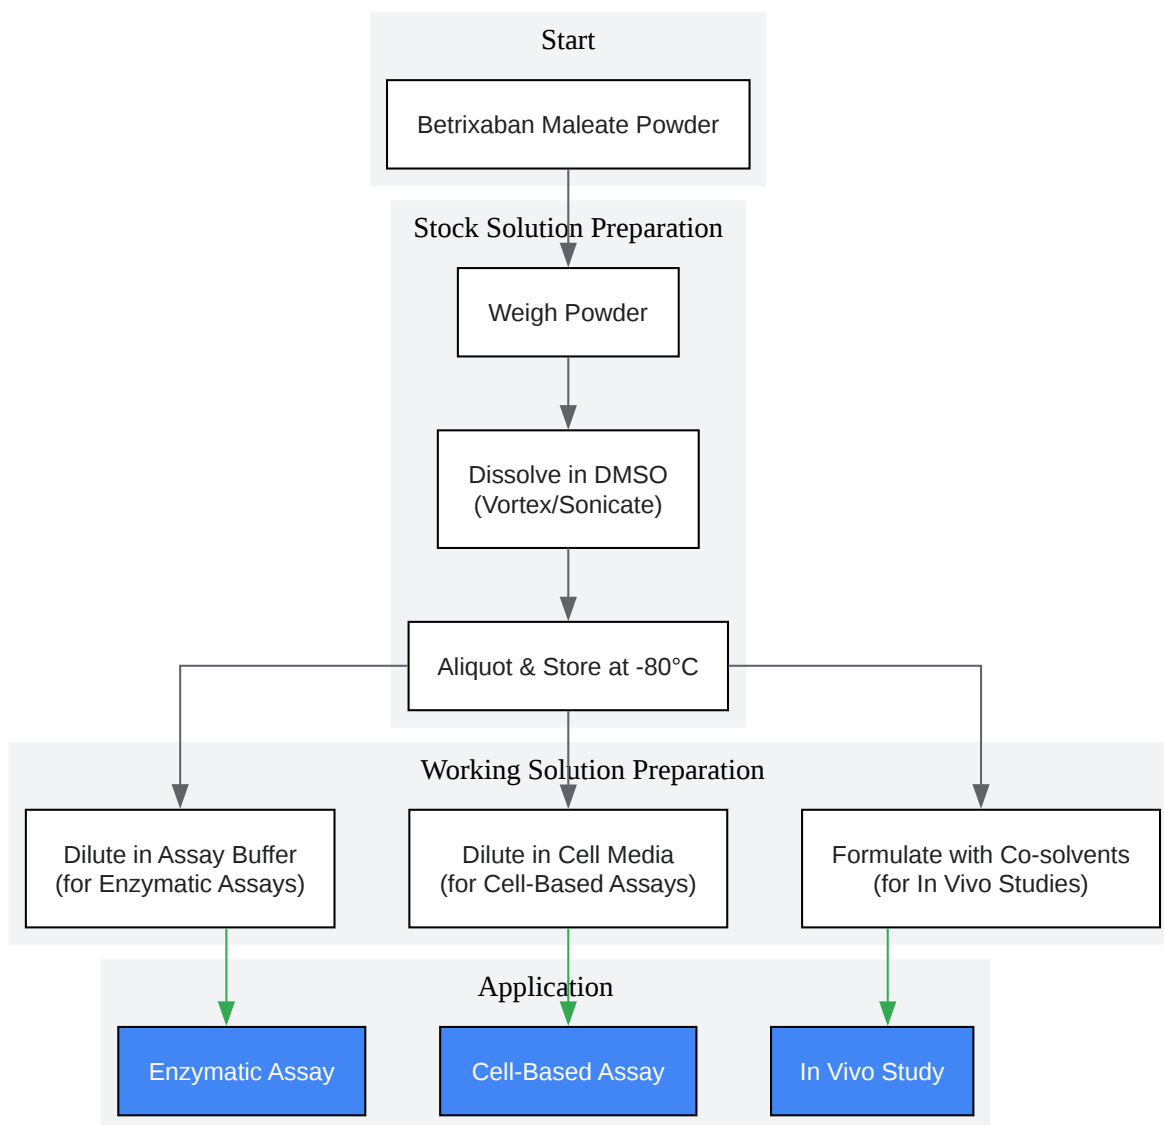 Start
Betrixaban Maleate Powder
Stock Solution Preparation
Weigh Powder
Dissolve in DMSO
(Vortex/Sonicate)
Aliquot & Store at -80°C
Working Solution Preparation
Dilute in Assay Buffer
(for Enzymatic Assays)
Dilute in Cell Media
(for Cell-Based Assays)
Formulate with Co-solvents
(for In Vivo Studies)
Application
Enzymatic Assay
Cell-Based Assay
In Vivo Study